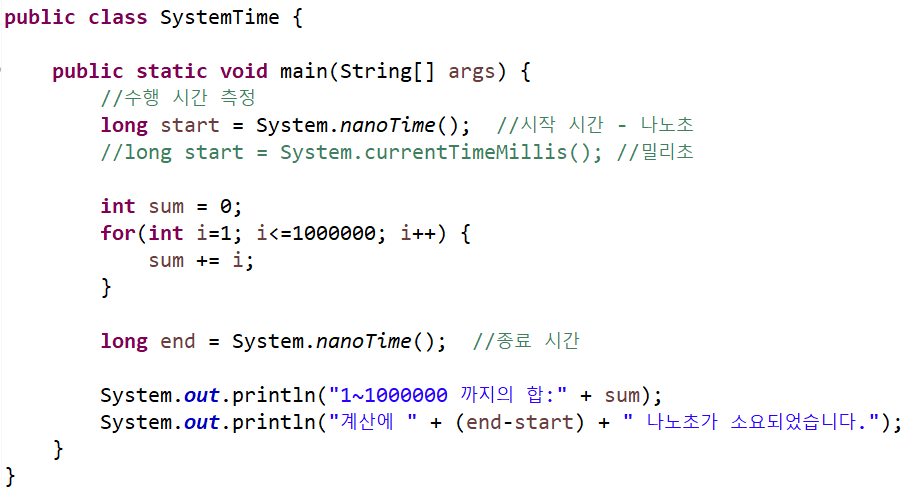 public class SystemTime {
public static void main(String[] args) {
//수행 시간 측정
long start = System.nanoTime();  //시작 시간 - 나노초
//long start = System.currentTimeMillis(); //밀리초
int sum = 0;
for(int i=1; i<=1000000; i++) {
sum += i;
}
long end = System.nanoTime();  //종료 시간
System.out.println("1~1000000 까지의 합:" + sum);
System.out.println("계산에 " + (end-start) + " 나노초가 소요되었습니다.");
}
}